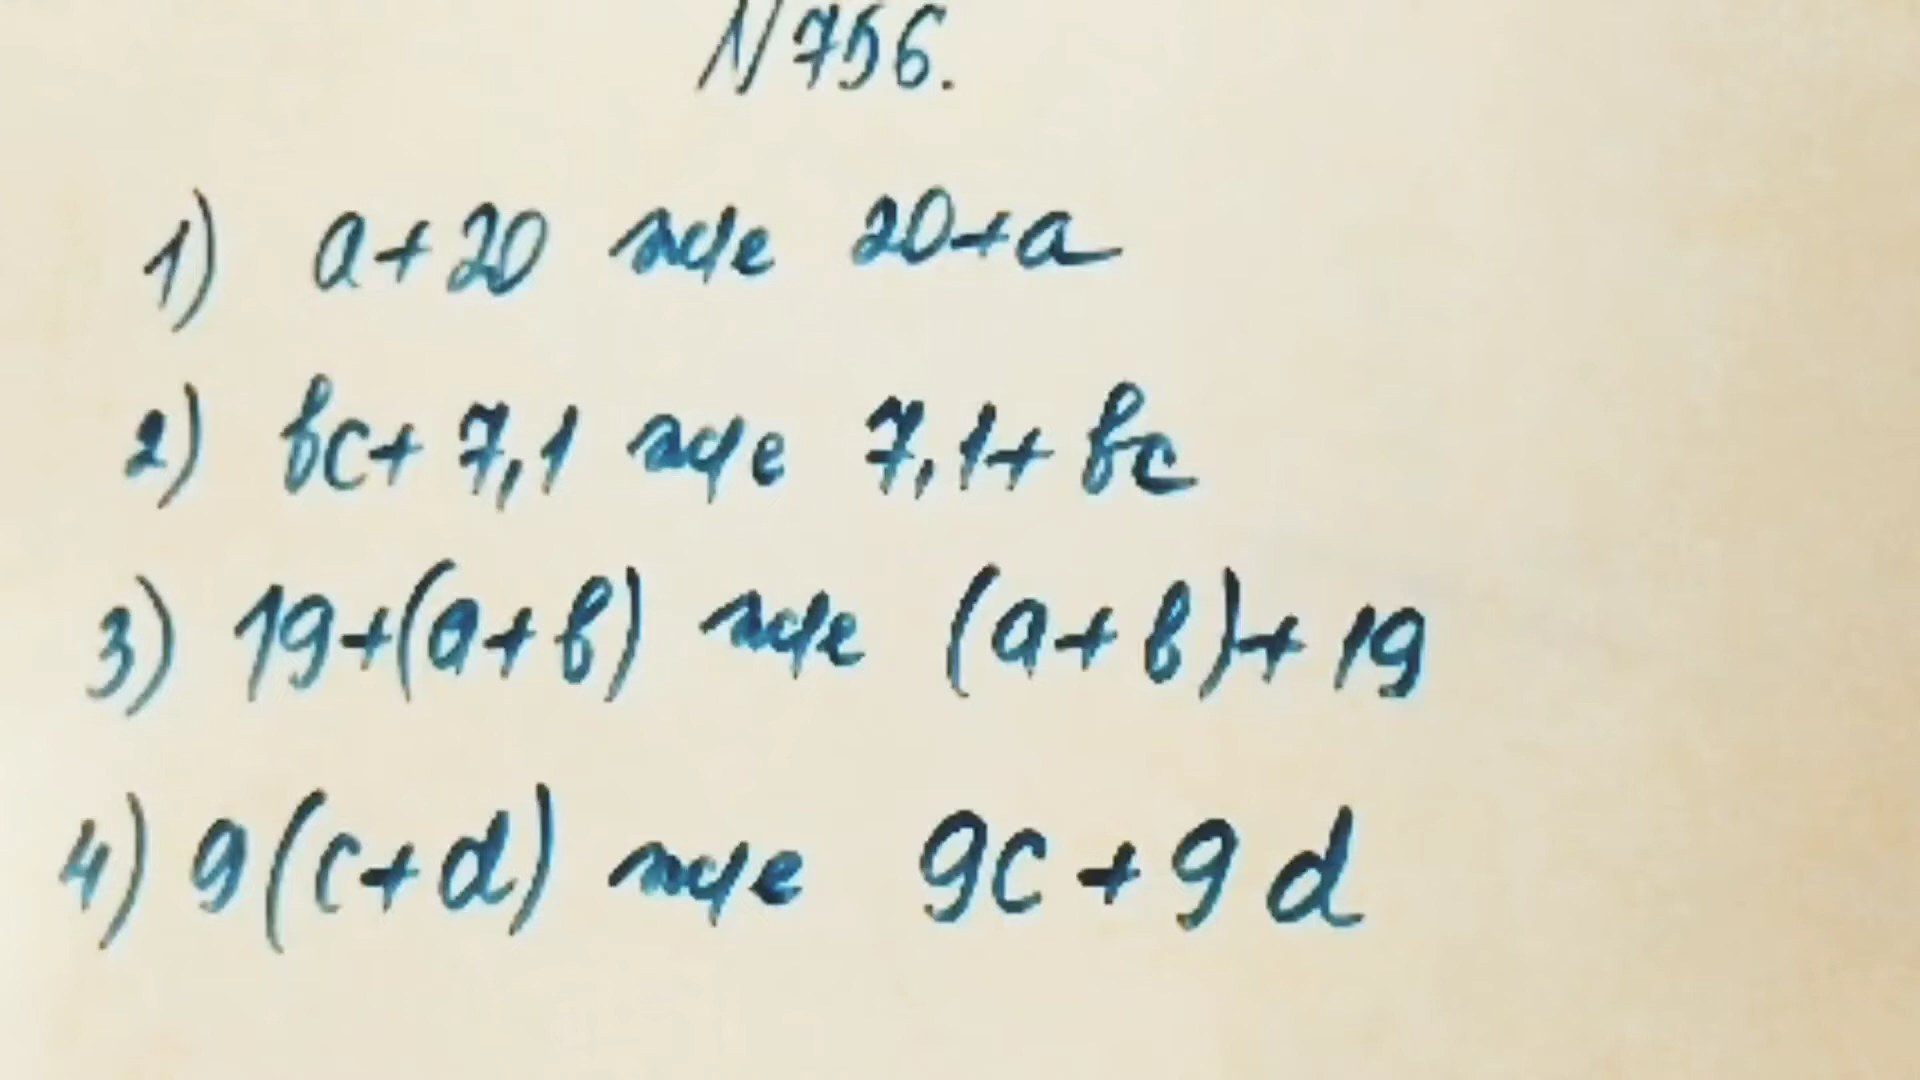 N 756.
1) a+20 және 20+a
2) bc+ 7,1 және 7,1+ bc
3) 19+(a+b) және (a+b)+19
4) 9(c+d) және 9c+9d